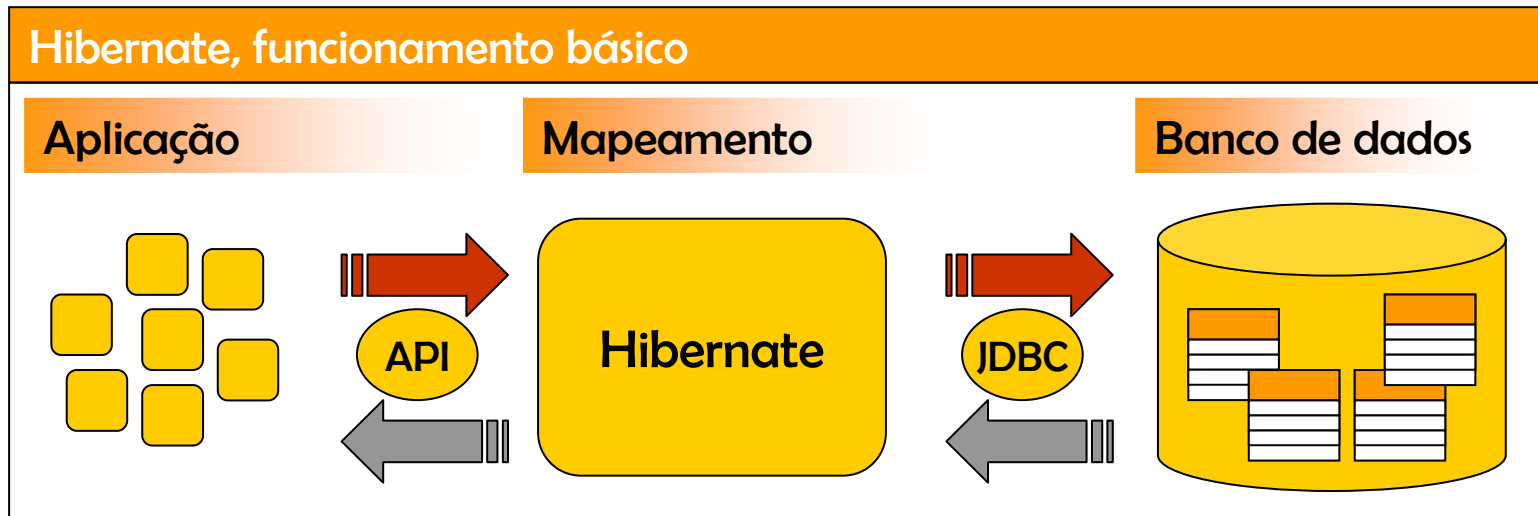 Hibernate, funcionamento básico
Aplicação
Mapeamento
Banco de dados
API
Hibernate
JDBC